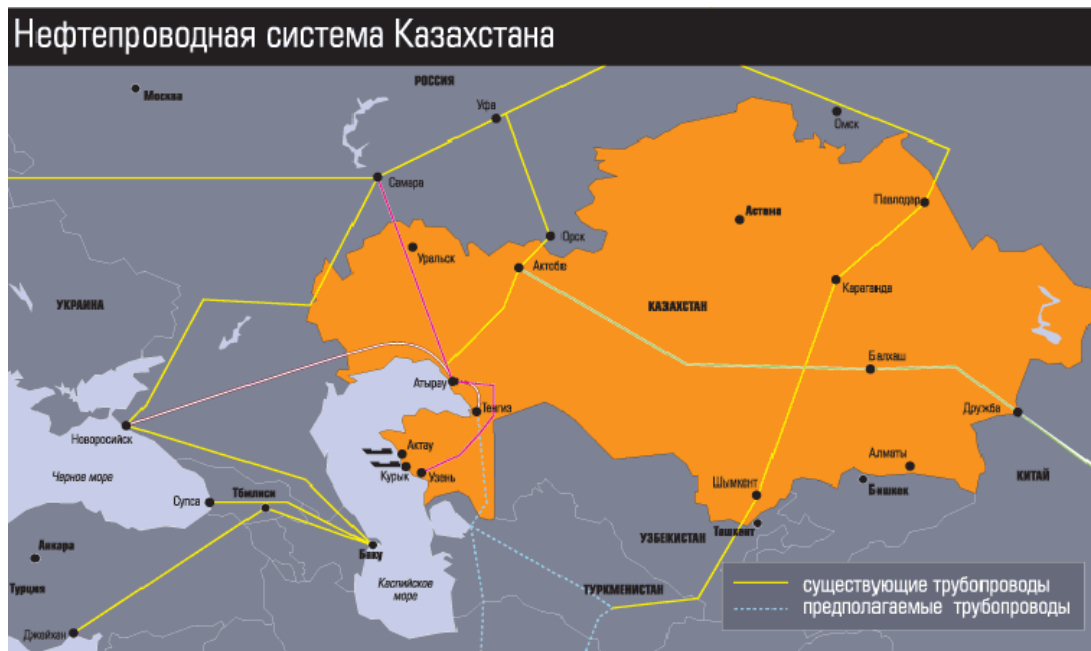 Нефтепроводная система Казахстана
РОССИЯ
Москва
Уфа
Омск
Самара
Павлодар
Астана
Орск
Уральск
Актобе
Караганда
КАЗАХСТАН
УКРАИНА
Балхаш
Атырау
Тенгиз
Дружба
Новоросийск
Актау
Алматы
Черное море
Курык
Узень
КИТАЙ
Шымкент
Бишкек
Супса
Тбилиси
Ташкент
УЗБЕКИСТАН
Анкара
Баку
Каспийское
море
Турция
ТУРКМЕНИСТАН
существующие трубопроводы
предполагаемые трубопроводы
Джейхан